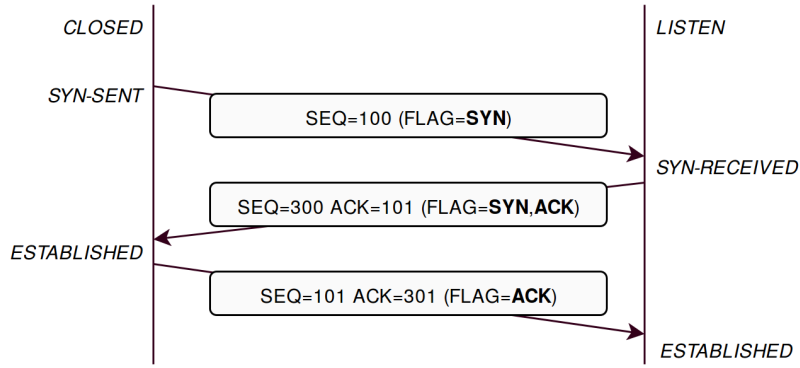 CLOSED
LISTEN
SYN-SENT
SEQ=100 (FLAG=SYN)
SYN-RECEIVED
SEQ=300 ACK=101 (FLAG=SYN,ACK)
ESTABLISHED
SEQ=101 ACK=301 (FLAG=ACK)
ESTABLISHED